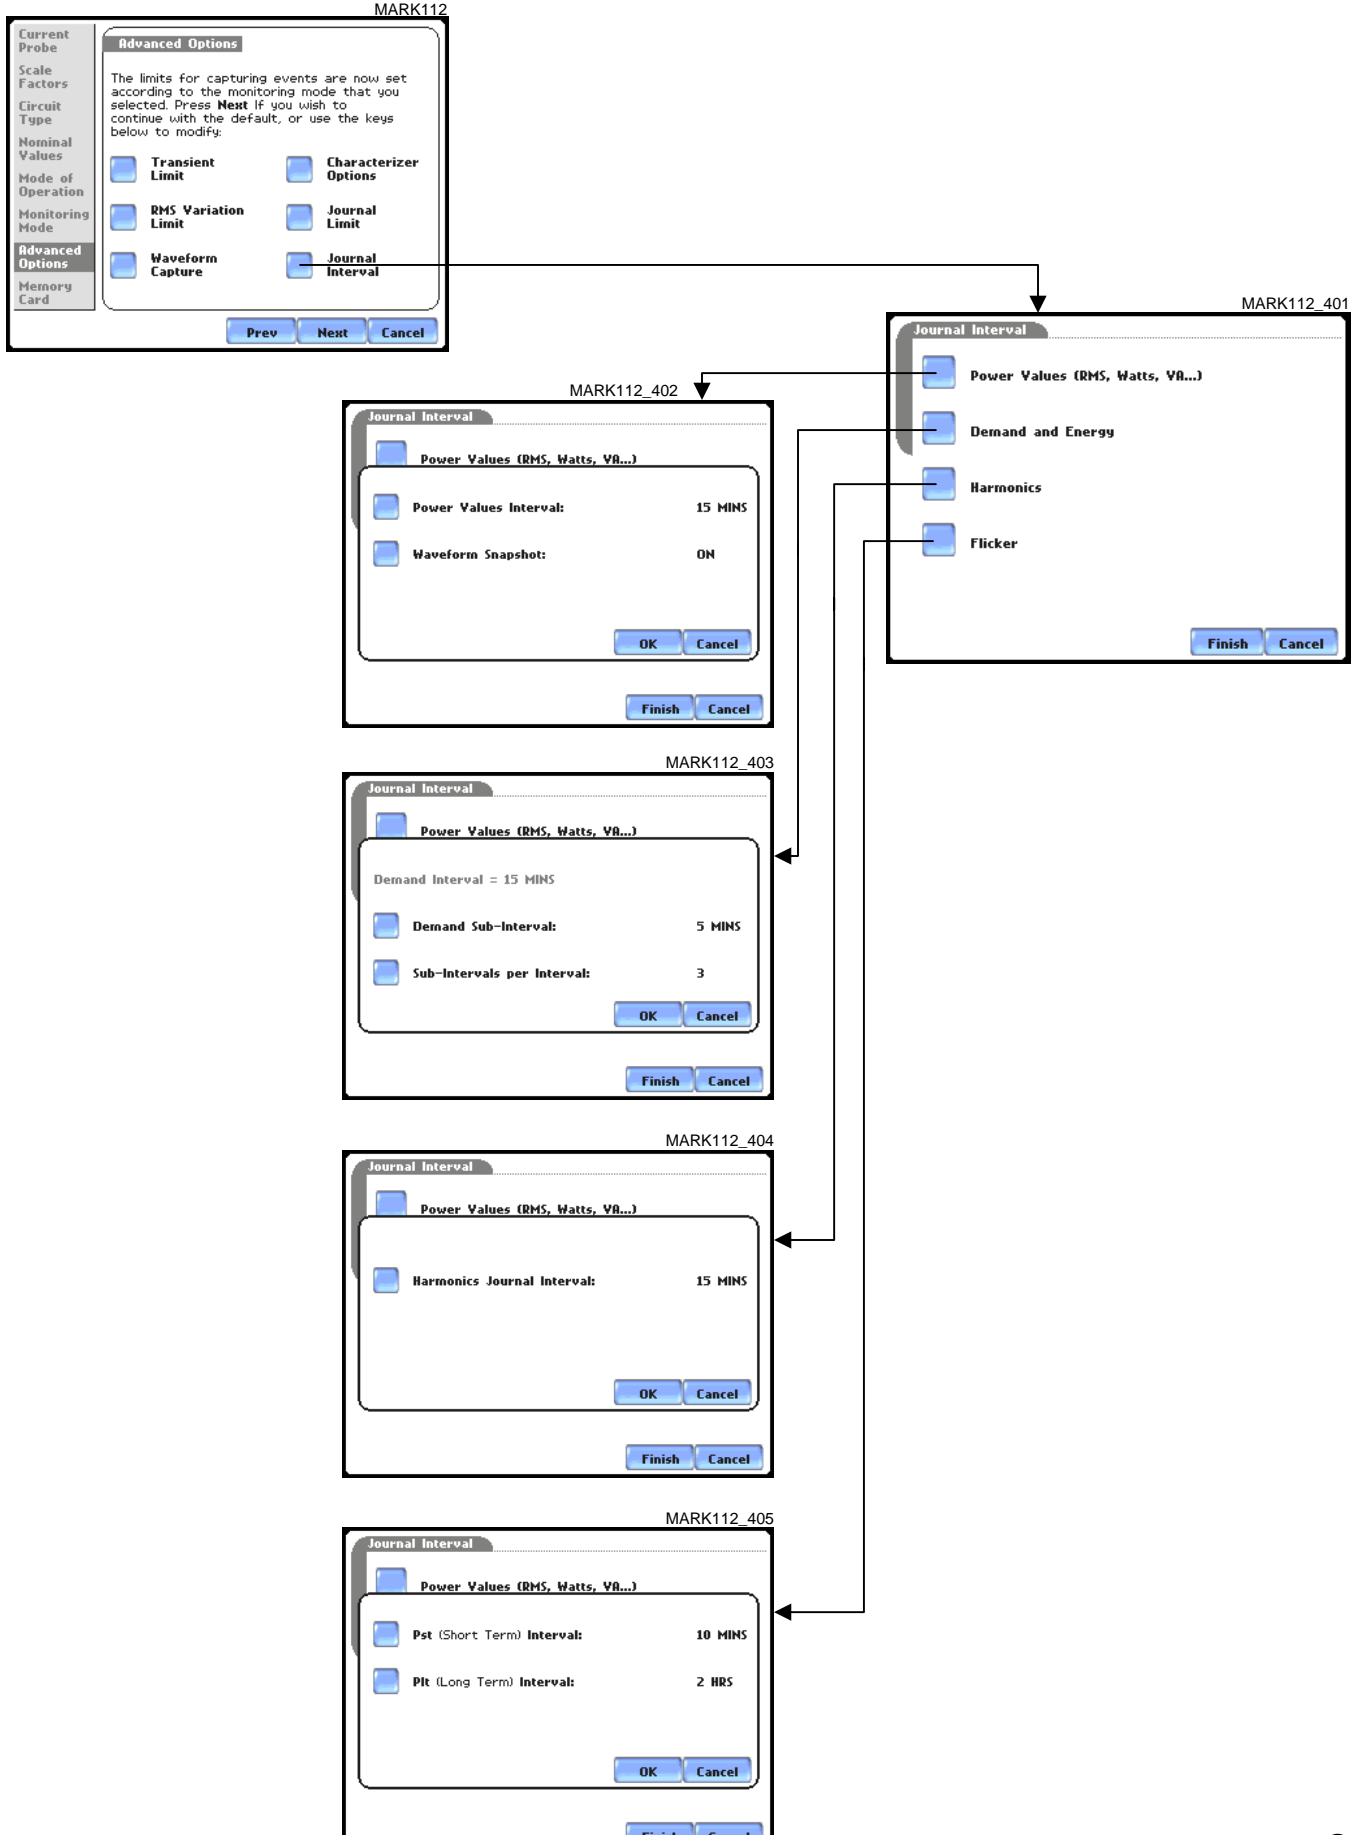 MARK112
Current
Probe
Scale
Factors
Circuit
Type
Nominal
Values
Mode of
Operation
Monitoring
Mode
Advanced
Options
Memory
Card
Advanced Options
The limits for capturing events are now set
according to the monitoring mode that you
selected. Press Next If you wish to
continue with the default, or use the keys
below to modify:
Transient
Limit
Characterizer
Options
RMS Variation
Limit
Journal
Limit
Waveform
Capture
Journal
Interval
Prev Next Cancel
MARK112_401
Journal Interval
Power Values (RMS, Watts, VA...)
Demand and Energy
Harmonics
Flicker
Finish Cancel
MARK112_402
Journal Interval
Power Values (RMS, Watts, VA...)
Power Values Interval: 15 MINS
Waveform Snapshot: ON
OK Cancel
Finish Cancel
MARK112_403
Journal Interval
Power Values (RMS, Watts, VA...)
Demand Interval = 15 MINS
Demand Sub-Interval: 5 MINS
Sub-Intervals per Interval: 3
OK Cancel
Finish Cancel
MARK112_404
Journal Interval
Power Values (RMS, Watts, VA...)
Harmonics Journal Interval: 15 MINS
OK Cancel
Finish Cancel
MARK112_405
Journal Interval
Power Values (RMS, Watts, VA...)
Pst (Short Term) Interval: 10 MINS
Plt (Long Term) Interval: 2 HRS
OK Cancel